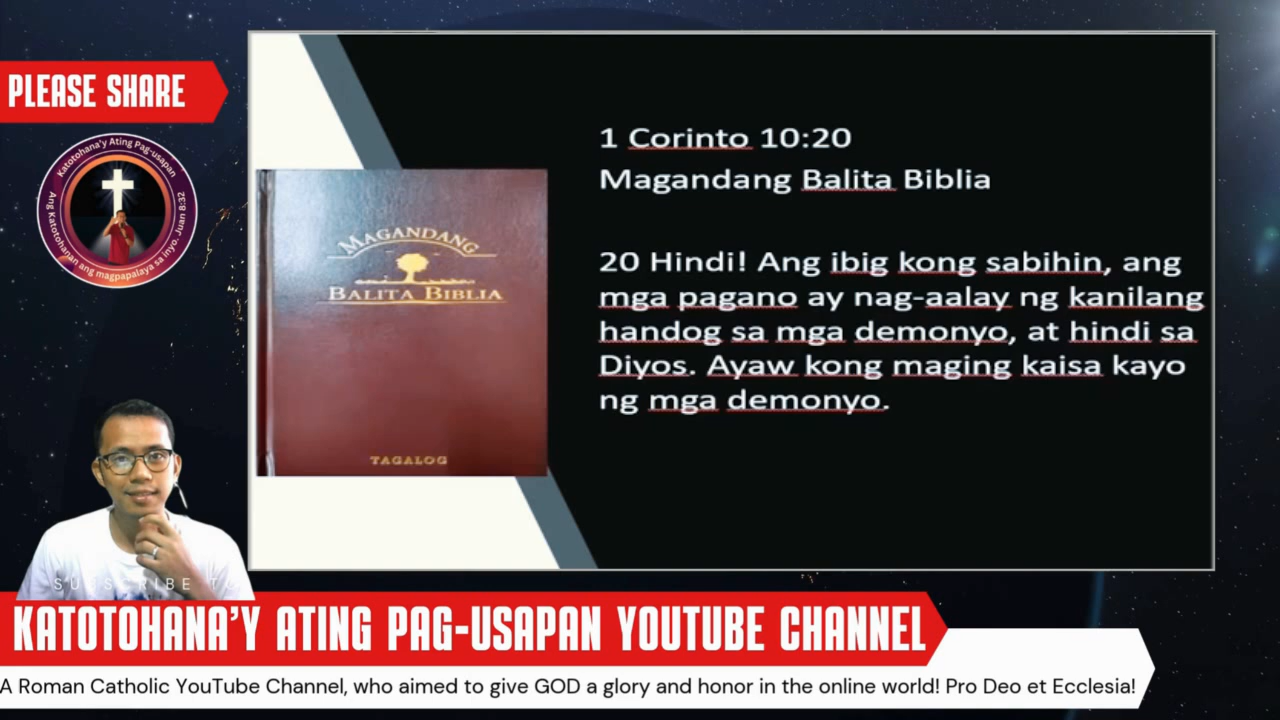 PLEASE SHARE
Katotohana'y Ating Pag-usapan
Ang Katotohanan ang magpapalaya sa inyo. Juan 8:32
1 Corinto 10:20
Magandang Balita Biblia
20 Hindi! Ang ibig kong sabihin, ang
mga pagano ay nag-aalay ng kanilang
handog sa mga demonyo, at hindi sa
Diyos. Ayaw kong maging kaisa kayo
ng mga demonyo.
MAGANDANG
BALITA BIBLIA
TAGALOG
SUBSCRIBE TO
KATOTOHANA'Y ATING PAG-USAPAN YOUTUBE CHANNEL
A Roman Catholic YouTube Channel, who aimed to give GOD a glory and honor in the online world! Pro Deo et Ecclesia!